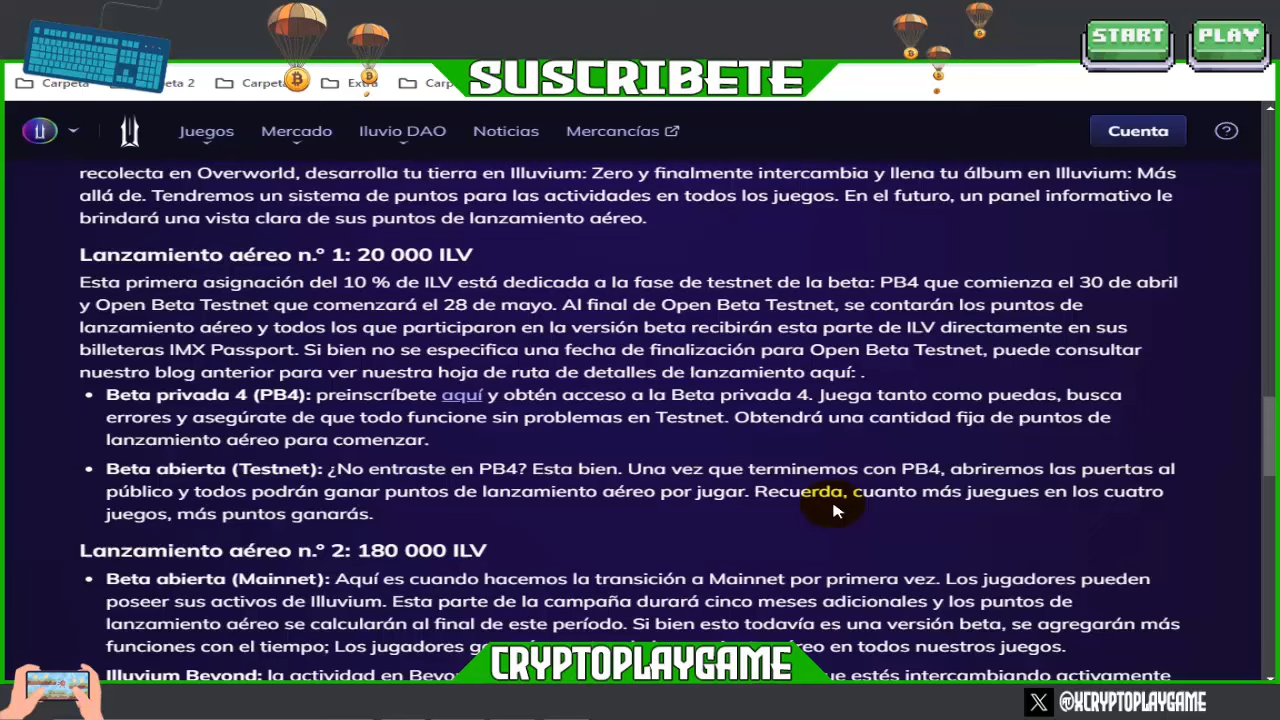 START PLAY
SUSCRIBETE
Carpeta 2 Carpeta Extra Carp
Juegos Mercado Iluvio DAO Noticias Mercancías Cuenta ?
recolecta en Overworld, desarrolla tu tierra en Illuvium: Zero y finalmente intercambia y llena tu álbum en Illuvium: Más
allá de. Tendremos un sistema de puntos para las actividades en todos los juegos. En el futuro, un panel informativo le
brindará una vista clara de sus puntos de lanzamiento aéreo.
Lanzamiento aéreo n.º 1: 20 000 ILV
Esta primera asignación del 10 % de ILV está dedicada a la fase de testnet de la beta: PB4 que comienza el 30 de abril
y Open Beta Testnet que comenzará el 28 de mayo. Al final de Open Beta Testnet, se contarán los puntos de
lanzamiento aéreo y todos los que participaron en la versión beta recibirán esta parte de ILV directamente en sus
billeteras IMX Passport. Si bien no se especifica una fecha de finalización para Open Beta Testnet, puede consultar
nuestro blog anterior para ver nuestra hoja de ruta de detalles de lanzamiento aquí: .
• Beta privada 4 (PB4): preinscríbete aquí y obtén acceso a la Beta privada 4. Juega tanto como puedas, busca
errores y asegúrate de que todo funcione sin problemas en Testnet. Obtendrá una cantidad fija de puntos de
lanzamiento aéreo para comenzar.
• Beta abierta (Testnet): ¿No entraste en PB4? Esta bien. Una vez que terminemos con PB4, abriremos las puertas al
público y todos podrán ganar puntos de lanzamiento aéreo por jugar. Recuerda, cuanto más juegues en los cuatro
juegos, más puntos ganarás.
Lanzamiento aéreo n.º 2: 180 000 ILV
• Beta abierta (Mainnet): Aquí es cuando hacemos la transición a Mainnet por primera vez. Los jugadores pueden
poseer sus activos de Illuvium. Esta parte de la campaña durará cinco meses adicionales y los puntos de
lanzamiento aéreo se calcularán al final de este período. Si bien esto todavía es una versión beta, se agregarán más
funciones con el tiempo; Los jugadores en todos nuestros juegos.
• Illuvium Beyond: la actividad en que estés intercambiando activamente
CRYPTOPLAYGAME
X @XCRYPTOPLAYGAME